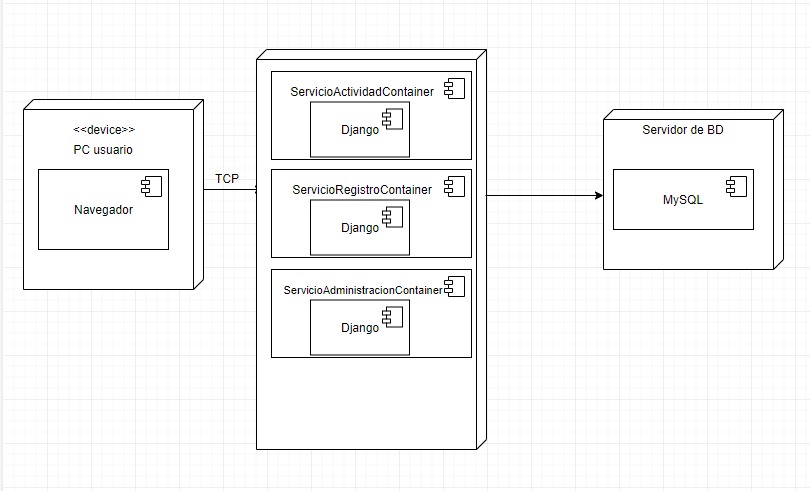 <<device>>
PC usuario
Navegador
TCP
ServicioActividadContainer
Django
ServicioRegistroContainer
Django
ServicioAdministracionContainer
Django
Servidor de BD
MySQL